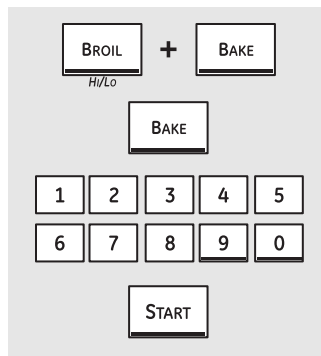 BROIL + BAKE
Hi/Lo
BAKE
1 2 3 4 5
6 7 8 9 0
START